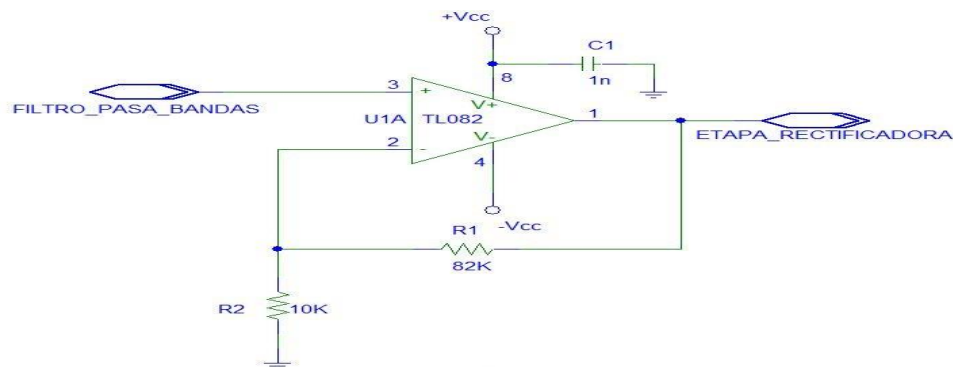 +Vcc
C1
1n
8
3
+
FILTRO_PASA_BANDAS
V+
U1A
TL082
1
ETAPA_RECTIFICADORA
2
-
V-
4
-Vcc
R1
82K
R2
10K